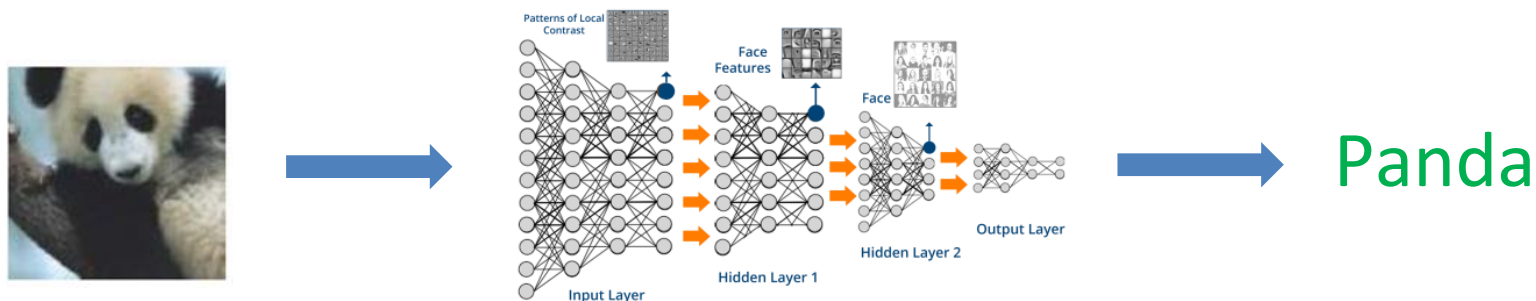 Patterns of Local
Contrast
Face
Features
Face
Panda
Output Layer
Hidden Layer 2
Hidden Layer 1
Input Layer